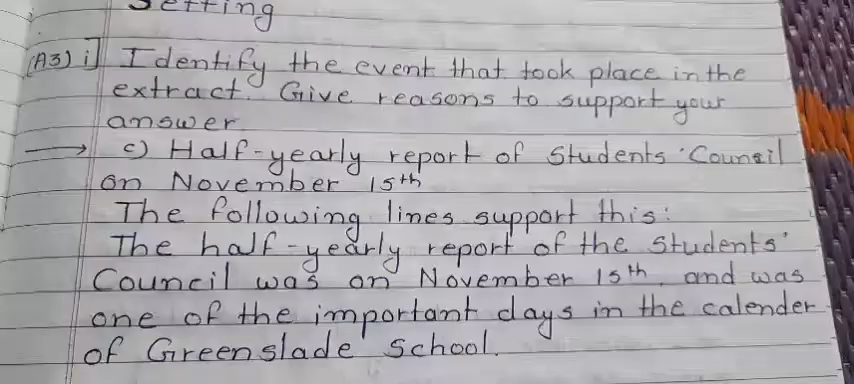 Setting
(A3) i] Identify the event that took place in the
extract. Give reasons to support your
answer
→ c) Half-yearly report of Students' Council
on November 15th
The following lines support this:
The half-yearly report of the Students'
Council was on November 15th, and was
one of the important days in the calender
of Greenslade School.